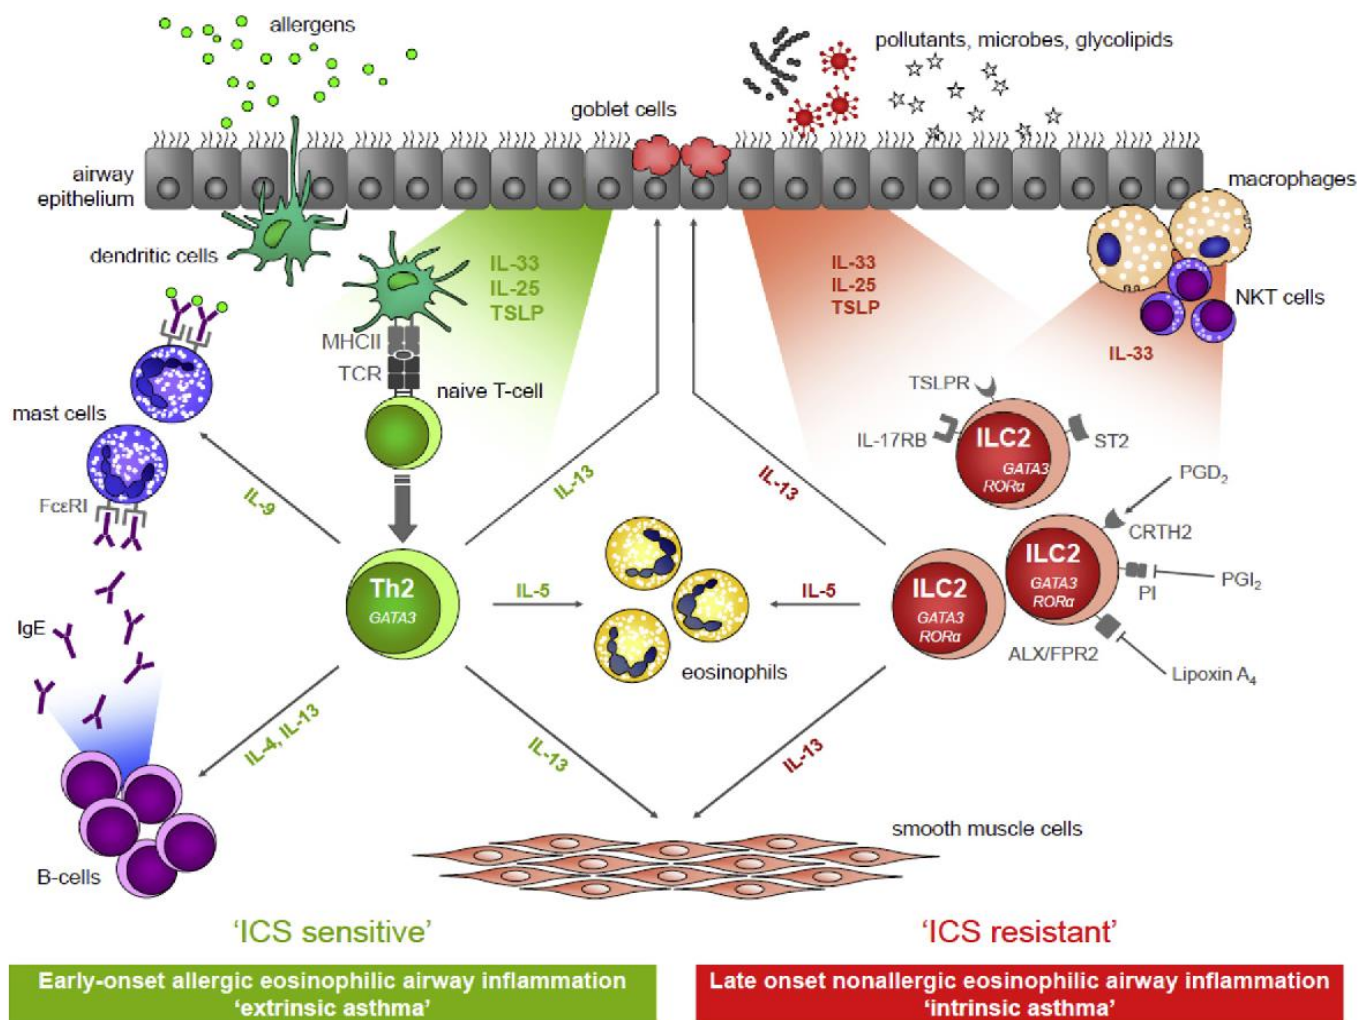 allergens
pollutants, microbes, glycolipids
goblet cells
airway
epithelium
macrophages
dendritic cells
IL-33
IL-25
TSLP
IL-33
IL-25
TSLP
NKT cells
IL-33
MHCII
TCR
naive T-cell
mast cells
FcεRI
IL-9
IL-13
IL-13
TSLPR
IL-17RB
ST2
ILC2
GATA3
RORα
PGD₂
CRTH2
ILC2
GATA3
RORα
PI
PGI₂
ALX/FPR2
Lipoxin A₄
Th2
GATA3
IL-5
IL-5
ILC2
GATA3
RORα
eosinophils
IgE
IL-4, IL-13
IL-13
IL-13
B-cells
smooth muscle cells
‘ICS sensitive’
‘ICS resistant’
Early-onset allergic eosinophilic airway inflammation
‘extrinsic asthma’
Late onset nonallergic eosinophilic airway inflammation
‘intrinsic asthma’